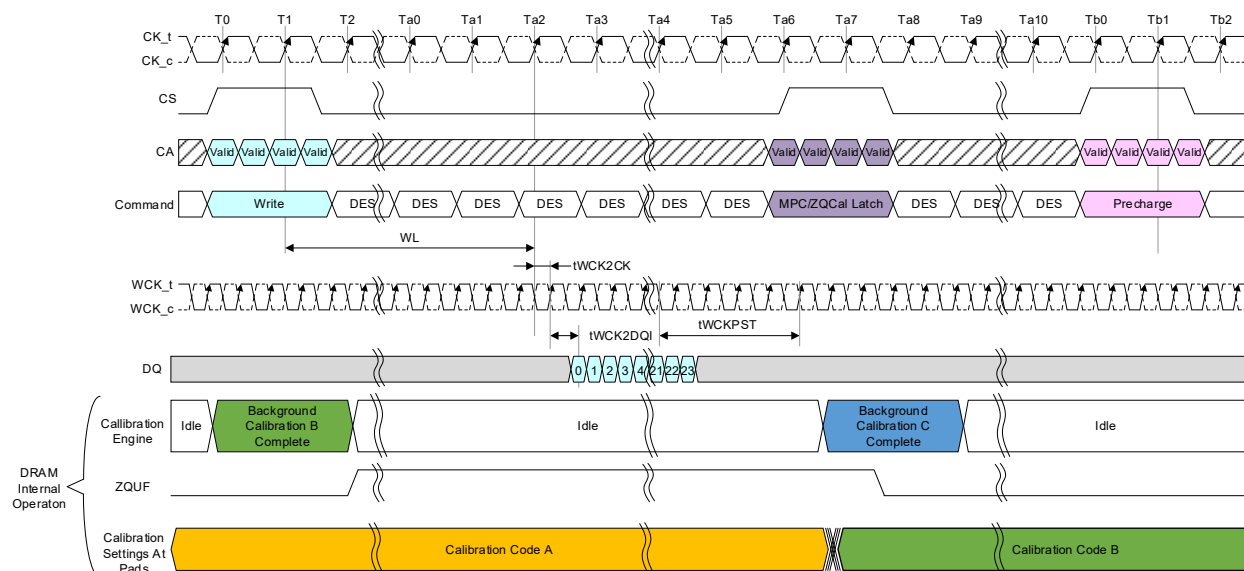 T0 T1 T2 Ta0 Ta1 Ta2 Ta3 Ta4 Ta5 Ta6 Ta7 Ta8 Ta9 Ta10 Tb0 Tb1 Tb2
CK_t
CK_c
CS
CA Valid Valid Valid Valid Valid Valid Valid Valid Valid Valid Valid Valid
Command Write DES DES DES DES DES DES DES MPC/ZQCal Latch DES DES DES Precharge
WL
tWCK2CK
WCK_t
WCK_c
tWCK2DQI tWCKPST
DQ 0 1 2 3 4 21 22 23
Callibration
Engine
Idle
Background
Calibration B
Complete
Idle
Background
Calibration C
Complete
Idle
DRAM
Internal
Operaton
ZQUF
Calibration
Settings At
Pads
Calibration Code A
Calibration Code B